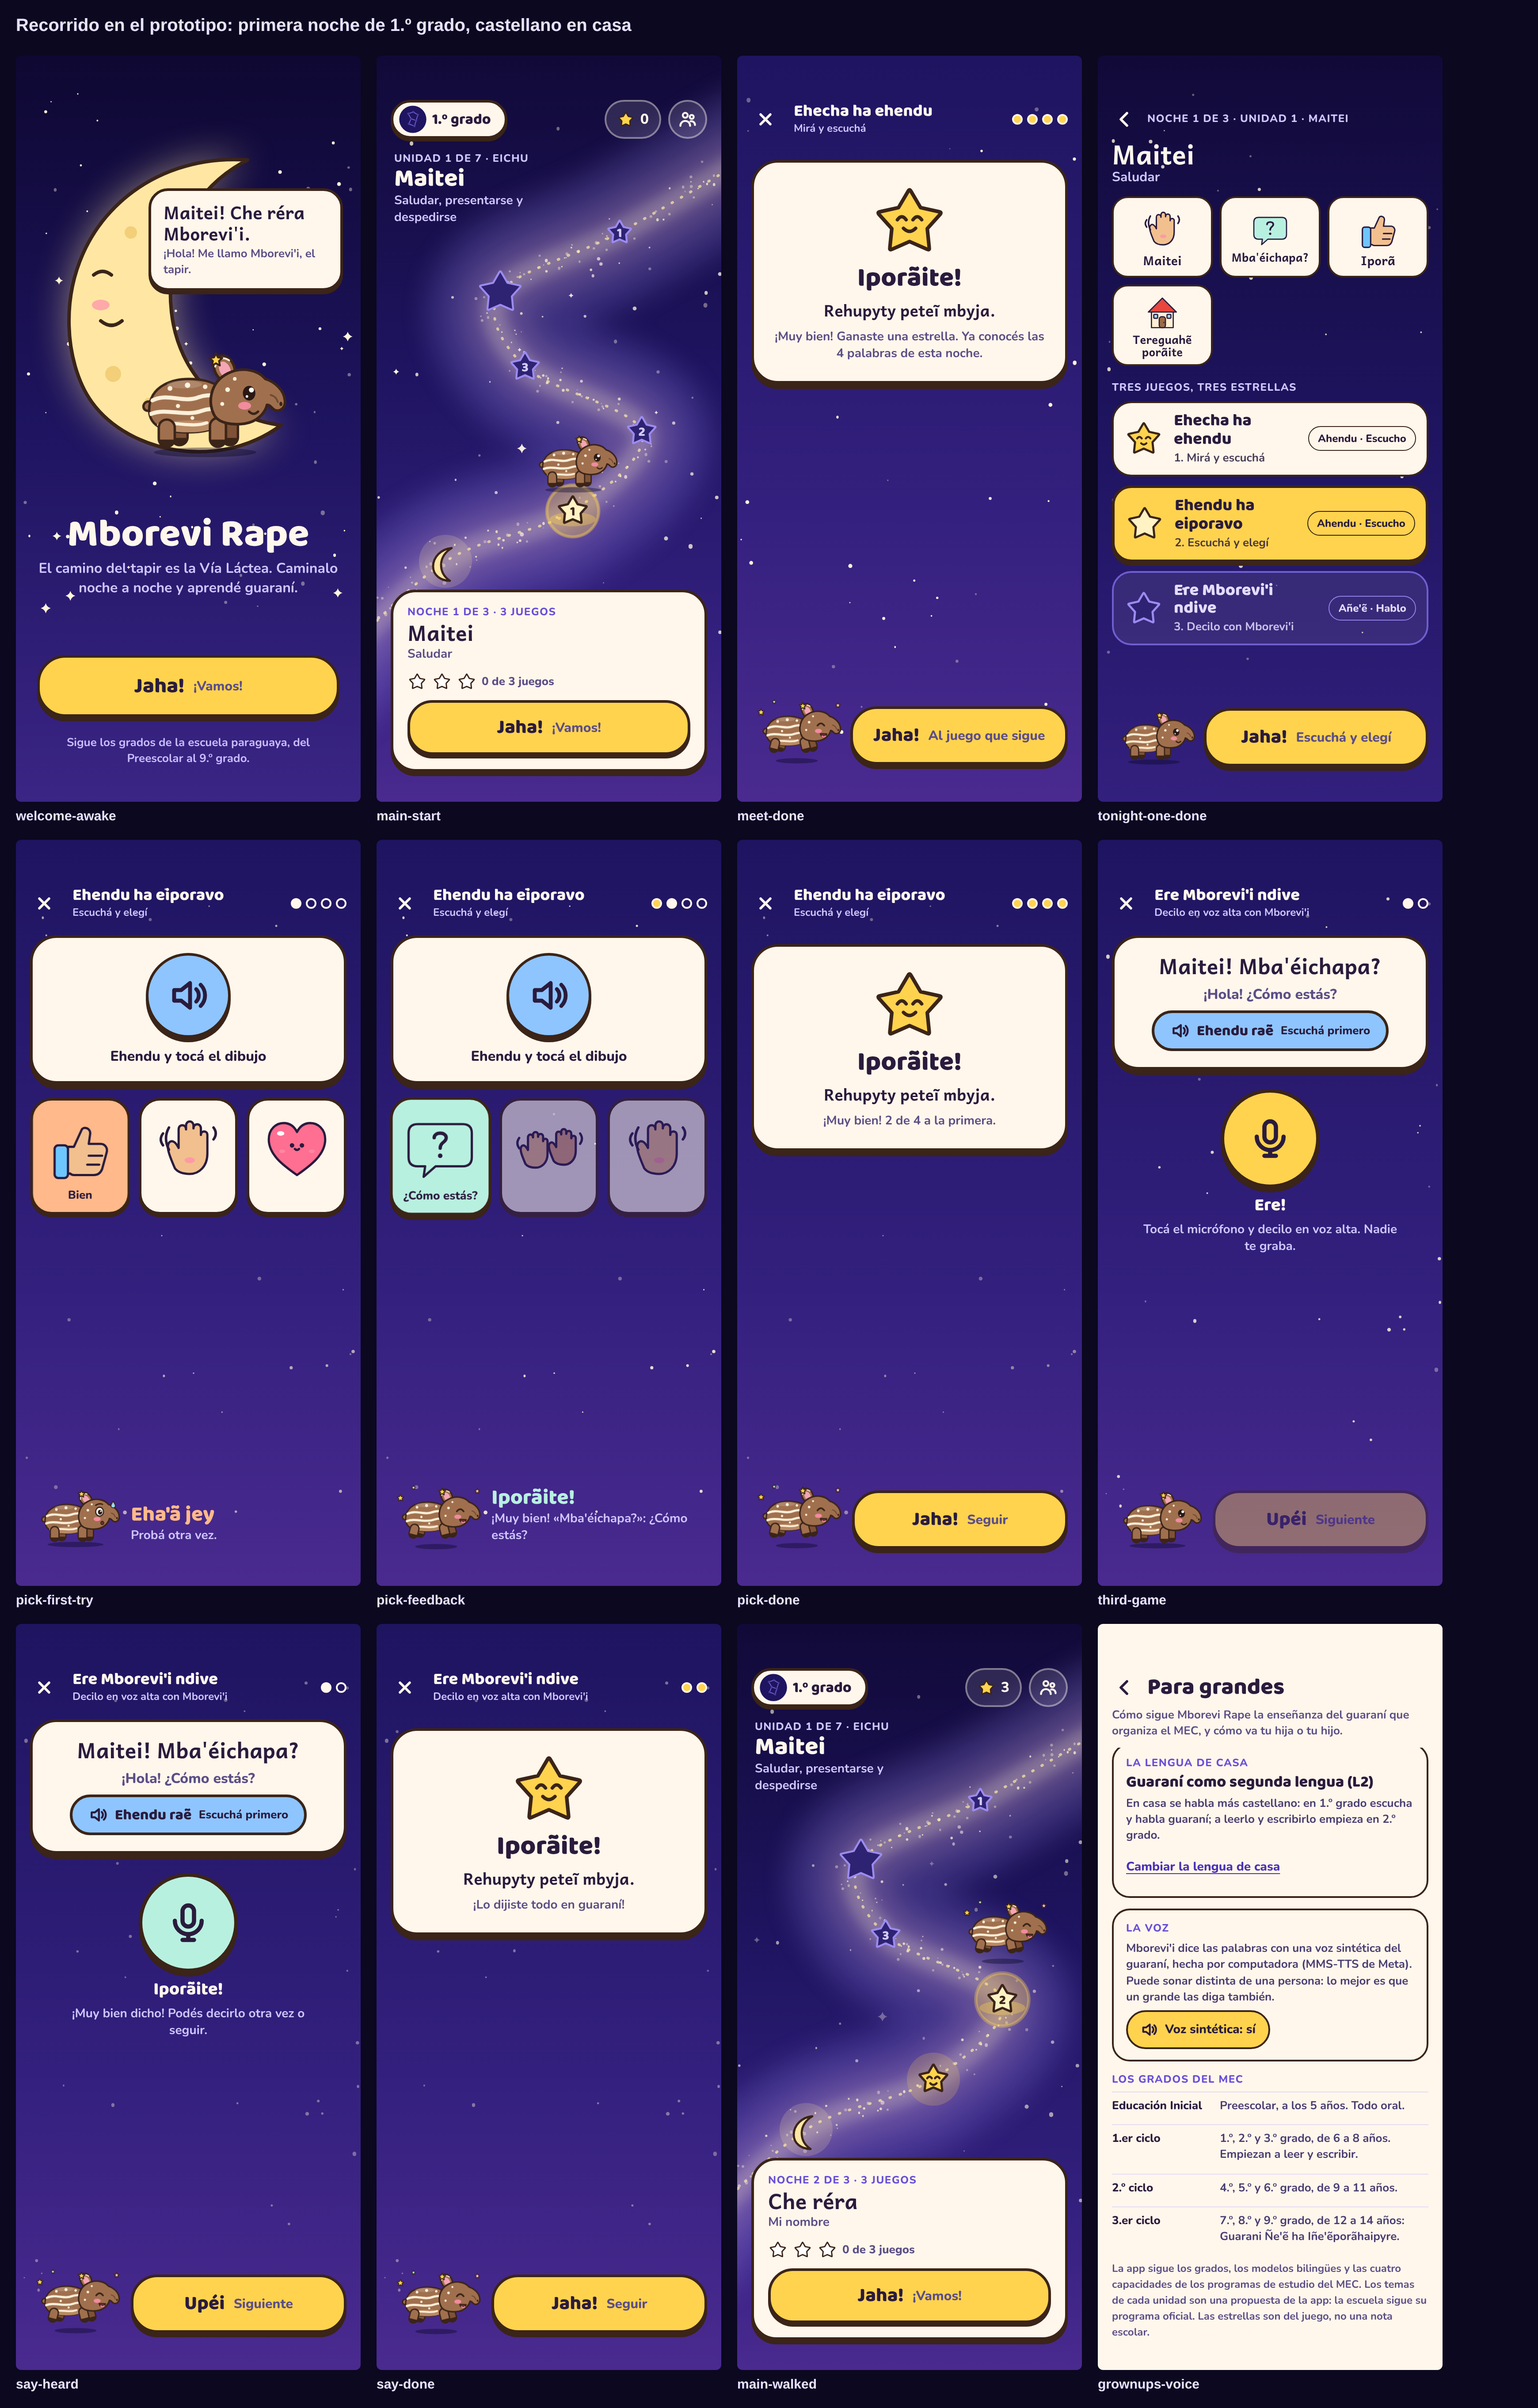 Recorrido en el prototipo: primera noche de 1.º grado, castellano en casa
Maitei! Che réra
Mborevi'i.
¡Hola! Me llamo Mborevi'i, el
tapir.
Mborevi Rape
El camino del tapir es la Vía Láctea. Caminalo
noche a noche y aprendé guaraní.
Jaha! ¡Vamos!
Sigue los grados de la escuela paraguaya, del
Preescolar al 9.º grado.
welcome-awake
1.º grado
0
UNIDAD 1 DE 7 · EICHU
Maitei
Saludar, presentarse y
despedirse
1
3
2
1
NOCHE 1 DE 3 · 3 JUEGOS
Maitei
Saludar
0 de 3 juegos
Jaha! ¡Vamos!
main-start
Ehecha ha ehendu
Mirá y escuchá
Iporãite!
Rehupyty peteĩ mbyja.
¡Muy bien! Ganaste una estrella. Ya conocés las
4 palabras de esta noche.
Jaha! Al juego que sigue
meet-done
NOCHE 1 DE 3 · UNIDAD 1 · MAITEI
Maitei
Saludar
Maitei
?
Mba'éichapa?
Iporã
Tereguahẽ
porãite
TRES JUEGOS, TRES ESTRELLAS
Ehecha ha
ehendu
1. Mirá y escuchá
Ahendu · Escucho
Ehendu ha
eiporavo
2. Escuchá y elegí
Ahendu · Escucho
Ere Mborevi'i
ndive
3. Decilo con Mborevi'i
Añe'ẽ · Hablo
Jaha! Escuchá y elegí
tonight-one-done
Ehendu ha eiporavo
Escuchá y elegí
Ehendu y tocá el dibujo
Bien
Eha'ã jey
Probá otra vez.
pick-first-try
Ehendu ha eiporavo
Escuchá y elegí
Ehendu y tocá el dibujo
?
¿Cómo estás?
Iporãite!
¡Muy bien! «Mba'éichapa?»: ¿Cómo
estás?
pick-feedback
Ehendu ha eiporavo
Escuchá y elegí
Iporãite!
Rehupyty peteĩ mbyja.
¡Muy bien! 2 de 4 a la primera.
Jaha! Seguir
pick-done
Ere Mborevi'i ndive
Decilo en voz alta con Mborevi'i
Maitei! Mba'éichapa?
¡Hola! ¿Cómo estás?
Ehendu raẽ Escuchá primero
Ere!
Tocá el micrófono y decilo en voz alta. Nadie
te graba.
Upéi Siguiente
third-game
Ere Mborevi'i ndive
Decilo en voz alta con Mborevi'i
Maitei! Mba'éichapa?
¡Hola! ¿Cómo estás?
Ehendu raẽ Escuchá primero
Iporãite!
¡Muy bien dicho! Podés decirlo otra vez o
seguir.
Upéi Siguiente
say-heard
Ere Mborevi'i ndive
Decilo en voz alta con Mborevi'i
Iporãite!
Rehupyty peteĩ mbyja.
¡Lo dijiste todo en guaraní!
Jaha! Seguir
say-done
1.º grado
3
UNIDAD 1 DE 7 · EICHU
Maitei
Saludar, presentarse y
despedirse
1
3
2
NOCHE 2 DE 3 · 3 JUEGOS
Che réra
Mi nombre
0 de 3 juegos
Jaha! ¡Vamos!
main-walked
Para grandes
Cómo sigue Mborevi Rape la enseñanza del guaraní que
organiza el MEC, y cómo va tu hija o tu hijo.
LA LENGUA DE CASA
Guaraní como segunda lengua (L2)
En casa se habla más castellano: en 1.º grado escucha
y habla guaraní; a leerlo y escribirlo empieza en 2.º
grado.
Cambiar la lengua de casa
LA VOZ
Mborevi'i dice las palabras con una voz sintética del
guaraní, hecha por computadora (MMS-TTS de Meta).
Puede sonar distinta de una persona: lo mejor es que
un grande las diga también.
Voz sintética: sí
LOS GRADOS DEL MEC
Educación Inicial Preescolar, a los 5 años. Todo oral.
1.er ciclo 1.º, 2.º y 3.º grado, de 6 a 8 años.
Empiezan a leer y escribir.
2.º ciclo 4.º, 5.º y 6.º grado, de 9 a 11 años.
3.er ciclo 7.º, 8.º y 9.º grado, de 12 a 14 años:
Guarani Ñe'ẽ ha Iñe'ẽporãhaipyre.
La app sigue los grados, los modelos bilingües y las cuatro
capacidades de los programas de estudio del MEC. Los temas
de cada unidad son una propuesta de la app: la escuela sigue su
programa oficial. Las estrellas son del juego, no una nota
escolar.
grownups-voice